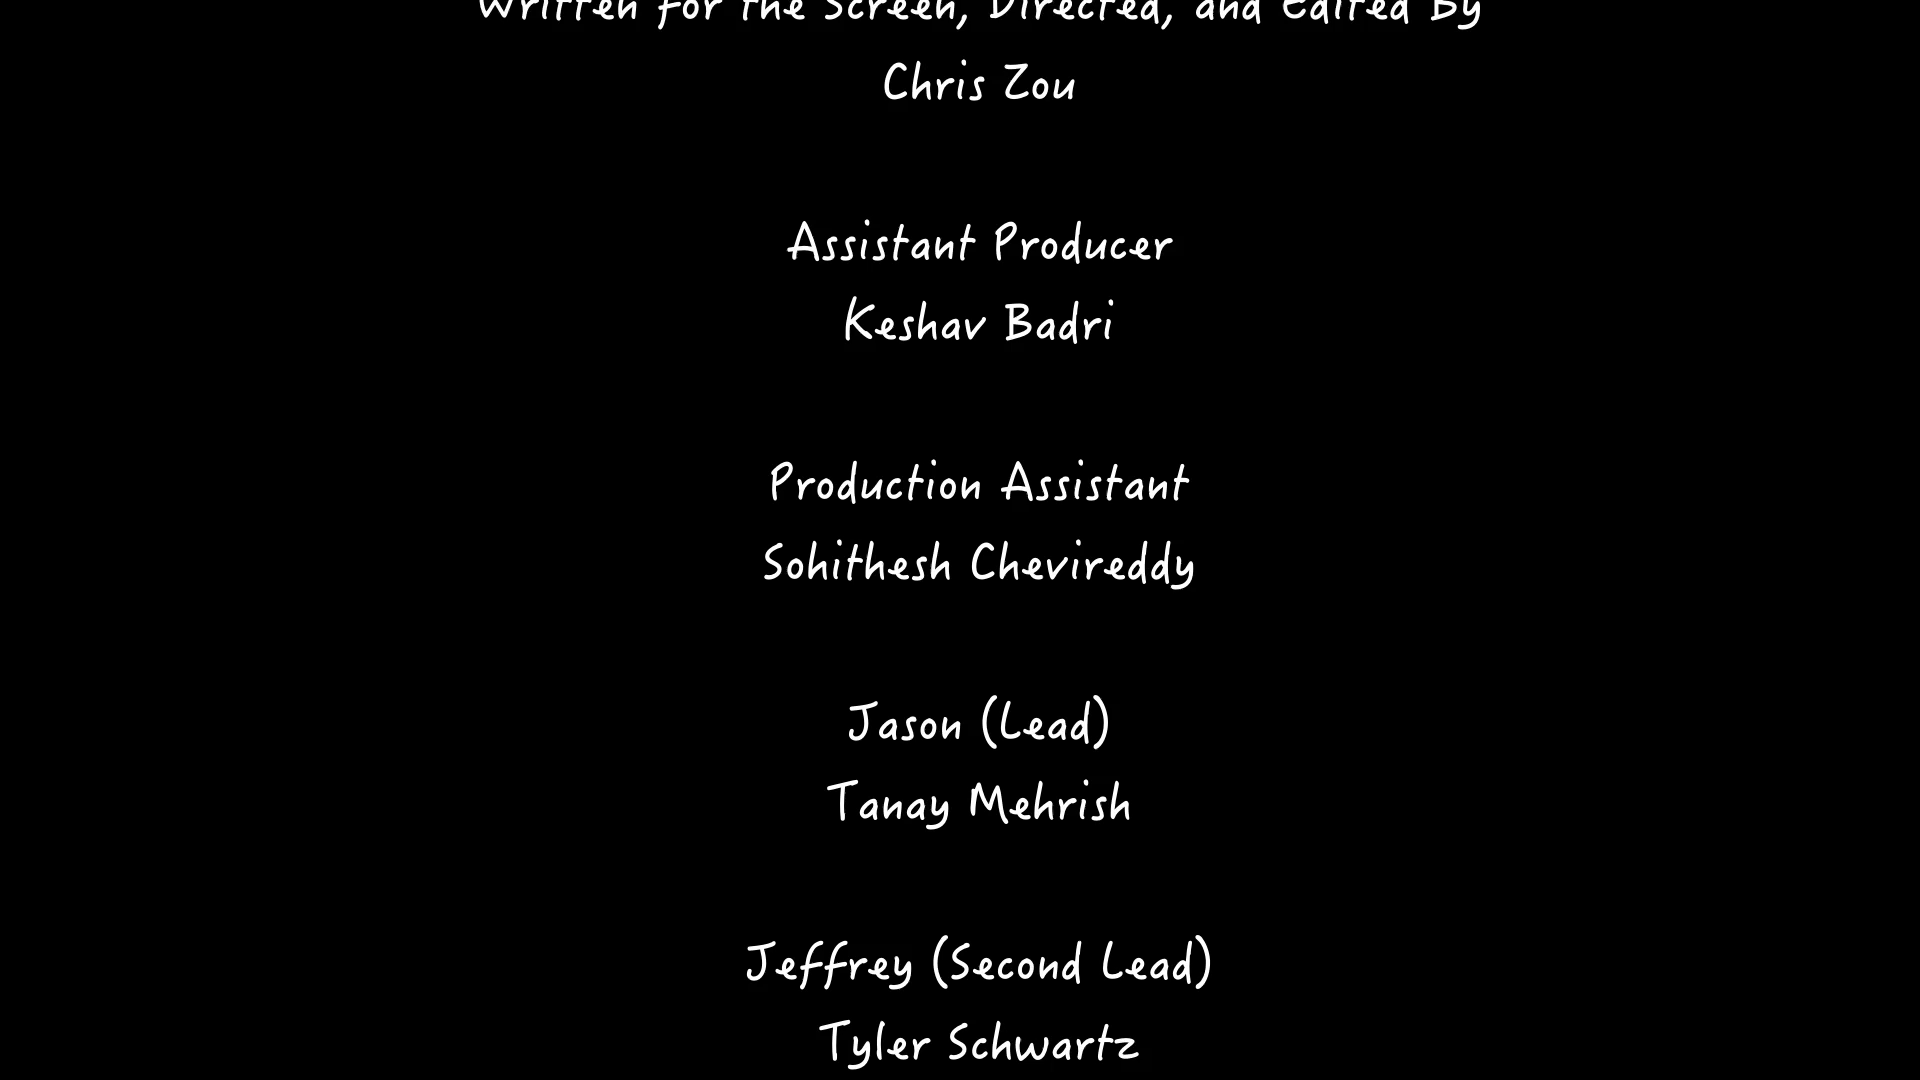 Written for the Screen, Directed, and Edited By
Chris Zou
Assistant Producer
Keshav Badri
Production Assistant
Sohithesh Chevireddy
Jason (Lead)
Tanay Mehrish
Jeffrey (Second Lead)
Tyler Schwartz